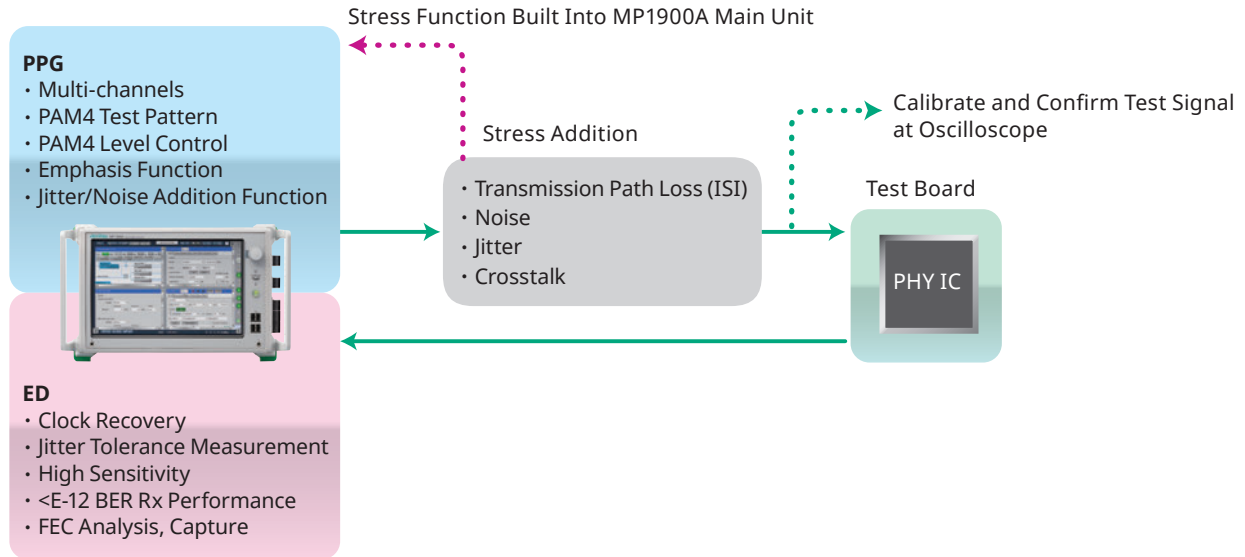 Stress Function Built Into MP1900A Main Unit
PPG
・Multi-channels
・PAM4 Test Pattern
・PAM4 Level Control
・Emphasis Function
・Jitter/Noise Addition Function
Stress Addition
・Transmission Path Loss (ISI)
・Noise
・Jitter
・Crosstalk
Calibrate and Confirm Test Signal
at Oscilloscope
Test Board
PHY IC
ED
・Clock Recovery
・Jitter Tolerance Measurement
・High Sensitivity
・<E-12 BER Rx Performance
・FEC Analysis, Capture